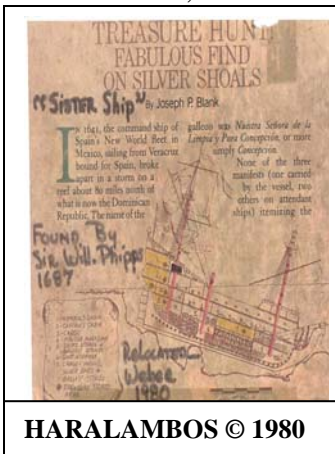 TREASURE HUNT
FABULOUS FIND
ON SILVER SHOALS
"Sister Ship" By Joseph P. Blank
In 1641, the command ship of
Spain's New World fleet in
Mexico, sailing from Veracruz
bound for Spain, broke
apart in a storm on a
reef about 80 miles north of
what is now the Dominican
Republic. The name of the
galleon was Nuestra Señora de la
Limpia y Pura Concepción, or more
simply Concepción.
None of the three
manifests (one carried
by the vessel, two
others on attendant
ships) itemizing the
Found By
Sir Will. Phipps
1687
Relocated
Weber
1980
HARALAMBOS © 1980